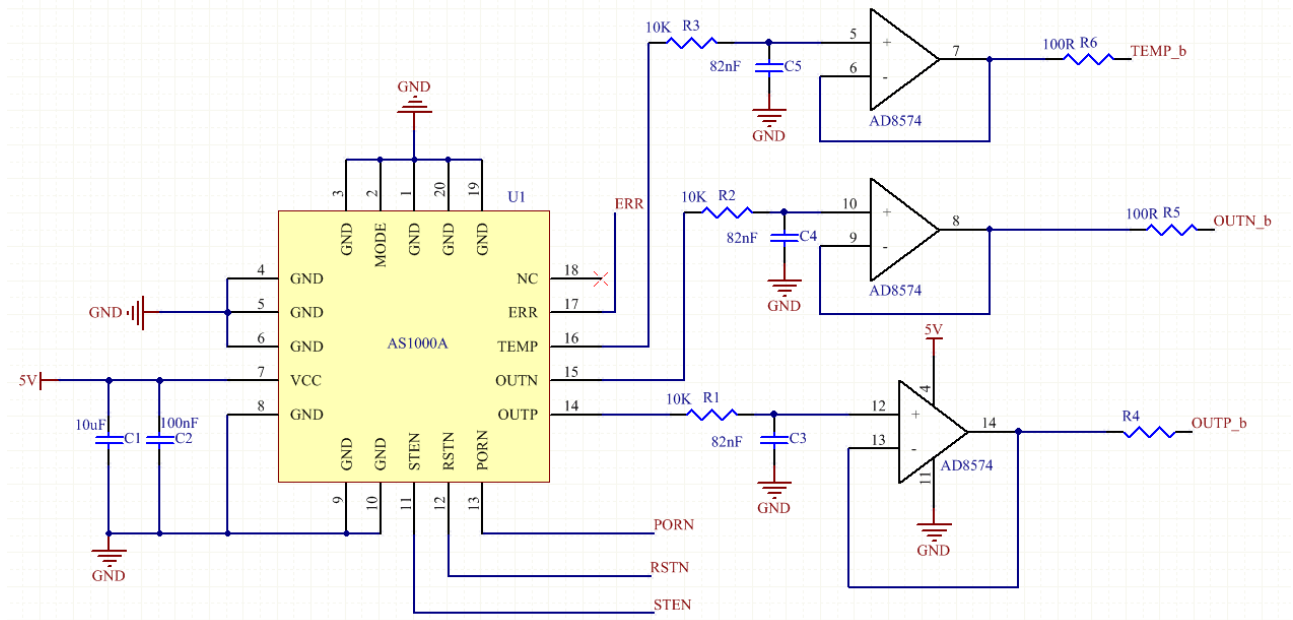 10K R3
5
6
7
+
-
82nF C5
GND
AD8574
100R R6
TEMP_b
GND
3 2 1 20 19
U1
ERR
GND MODE GND GND GND
10K R2
10
9
8
+
-
82nF C4
GND
AD8574
100R R5
OUTN_b
4 GND
NC 18
GND
5 GND
ERR 17
6 GND
AS1000A
TEMP 16
5V
7 VCC
OUTN 15
8 GND
OUTP 14
10uF C1
100nF C2
GND GND STEN RSTN PORN
9 10 11 12 13
GND
10K R1
12
13
14
+
-
82nF C3
GND
5V
4
11
AD8574
GND
R4
OUTP_b
PORN
RSTN
STEN